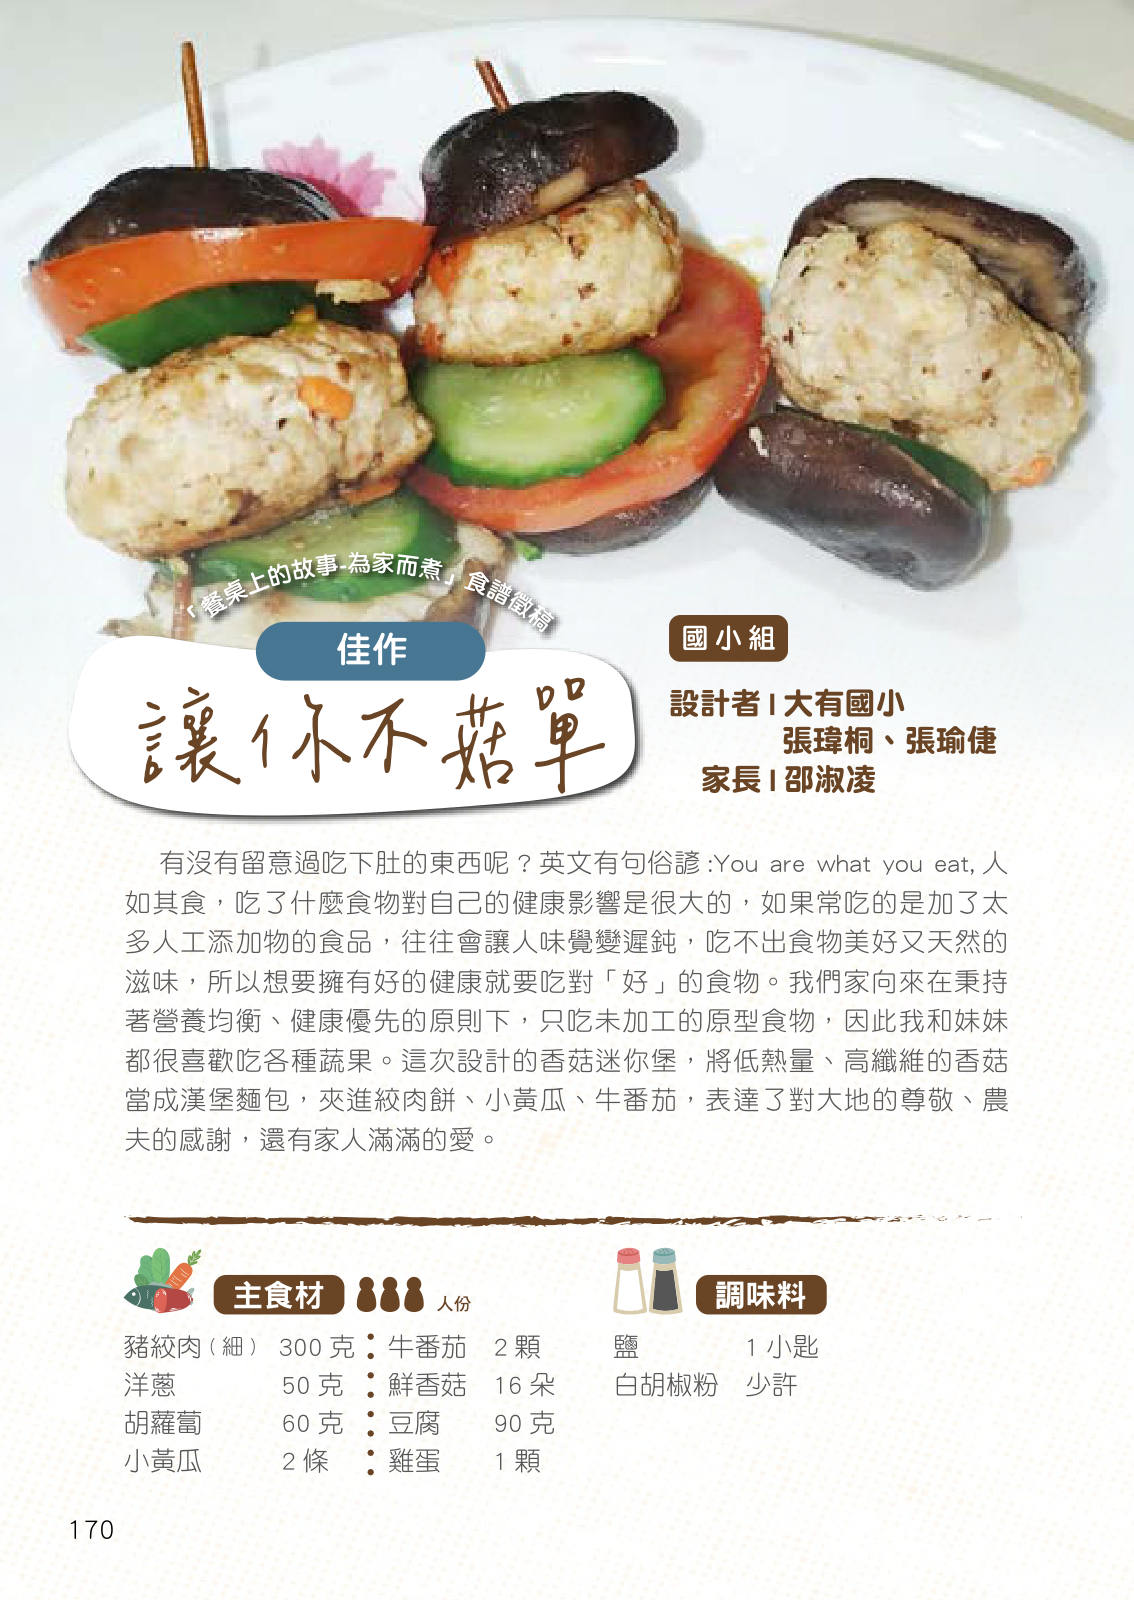 「餐桌上的故事-為家而煮」食譜徵稿
佳作
讓你不菇單
國小組
設計者 | 大有國小
張瑋桐、張瑜倢
家長 | 邵淑凌
有沒有留意過吃下肚的東西呢？英文有句俗諺:You are what you eat,人
如其食，吃了什麼食物對自己的健康影響是很大的，如果常吃的是加了太
多人工添加物的食品，往往會讓人味覺變遲鈍，吃不出食物美好又天然的
滋味，所以想要擁有好的健康就要吃對「好」的食物。我們家向來在秉持
著營養均衡、健康優先的原則下，只吃未加工的原型食物，因此我和妹妹
都很喜歡吃各種蔬果。這次設計的香菇迷你堡，將低熱量、高纖維的香菇
當成漢堡麵包，夾進絞肉餅、小黃瓜、牛番茄，表達了對大地的尊敬、農
夫的感謝，還有家人滿滿的愛。
主食材 人份
豬絞肉（細） 300 克 牛番茄 2 顆
洋蔥 50 克 鮮香菇 16 朵
胡蘿蔔 60 克 豆腐 90 克
小黃瓜 2 條 雞蛋 1 顆
調味料
鹽 1 小匙
白胡椒粉 少許
170